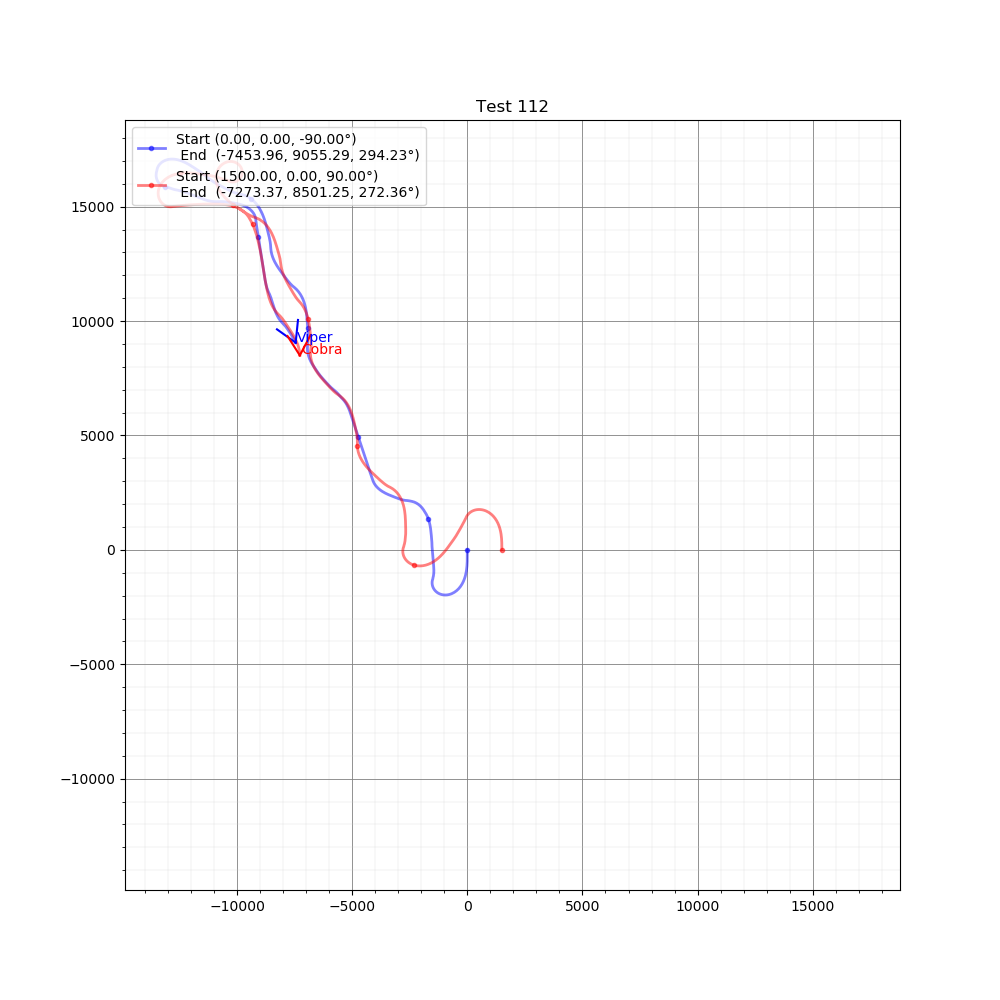 Test 112
Start (0.00, 0.00, -90.00°)
End (-7453.96, 9055.29, 294.23°)
Start (1500.00, 0.00, 90.00°)
End (-7273.37, 8501.25, 272.36°)
15000
10000
5000
0
−5000
−10000
Viper
Cobra
−10000
−5000
0
5000
10000
15000